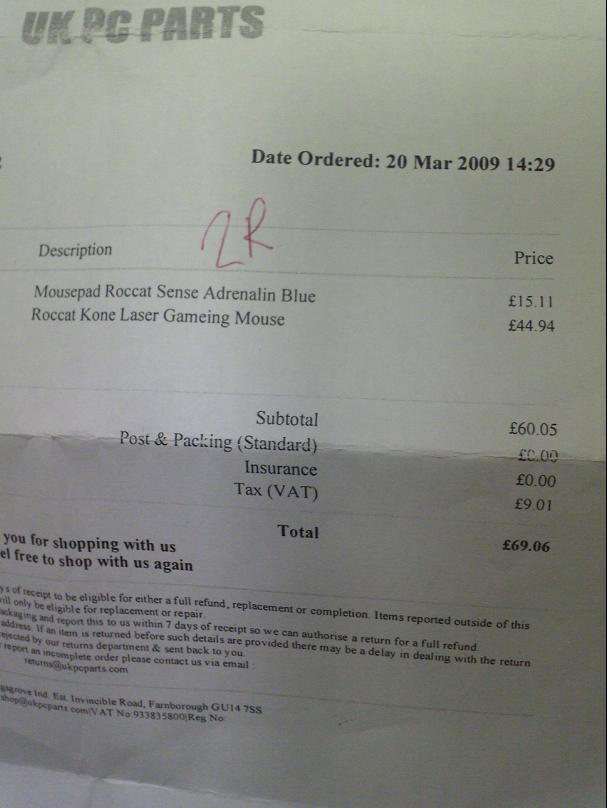 UK PC PARTS
Date Ordered: 20 Mar 2009 14:29
2R
Description Price
Mousepad Roccat Sense Adrenalin Blue £15.11
Roccat Kone Laser Gameing Mouse £44.94
Subtotal £60.05
Post & Packing (Standard) £0.00
Insurance £0.00
Tax (VAT) £9.01
Total £69.06
you for shopping with us
el free to shop with us again
ys of receipt to be eligible for either a full refund, replacement or completion. Items reported outside of this
ill only be eligible for replacement or repair.
ackaging and report this to us within 7 days of receipt so we can authorise a return for a full refund
address. If an item is returned before such details are provided there may be a delay in dealing with the return
ejected by our returns department & sent back to you.
report an incomplete order please contact us via email :
returns@ukpcparts.com
gsgrove Ind. Est. Invincible Road, Farnborough GU14 7SS
shop@ukpcparts.com|VAT No:933835800|Reg No: